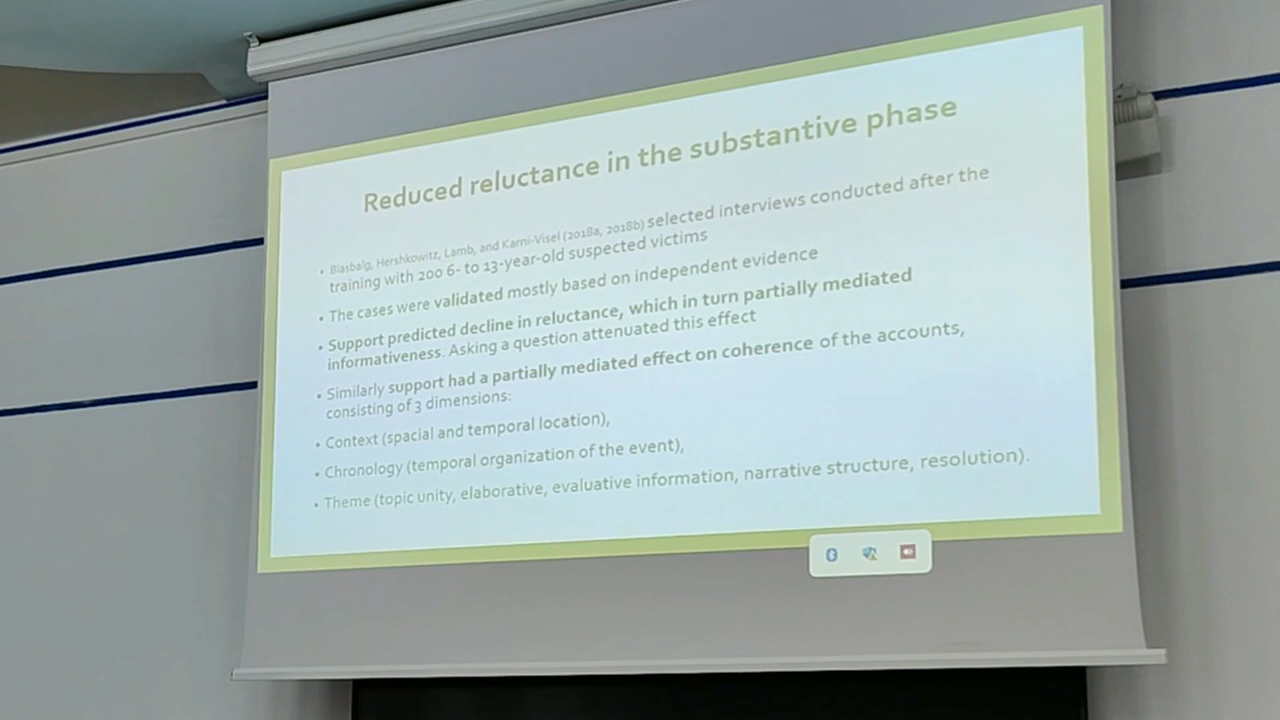 Reduced reluctance in the substantive phase
• Blasbalg, Hershkowitz, Lamb, and Karni-Visel (2018a, 2018b) selected interviews conducted after the
training with 200 6- to 13-year-old suspected victims
• The cases were validated mostly based on independent evidence
• Support predicted decline in reluctance, which in turn partially mediated
informativeness. Asking a question attenuated this effect
• Similarly support had a partially mediated effect on coherence of the accounts,
consisting of 3 dimensions:
• Context (spacial and temporal location),
• Chronology (temporal organization of the event),
• Theme (topic unity, elaborative, evaluative information, narrative structure, resolution).